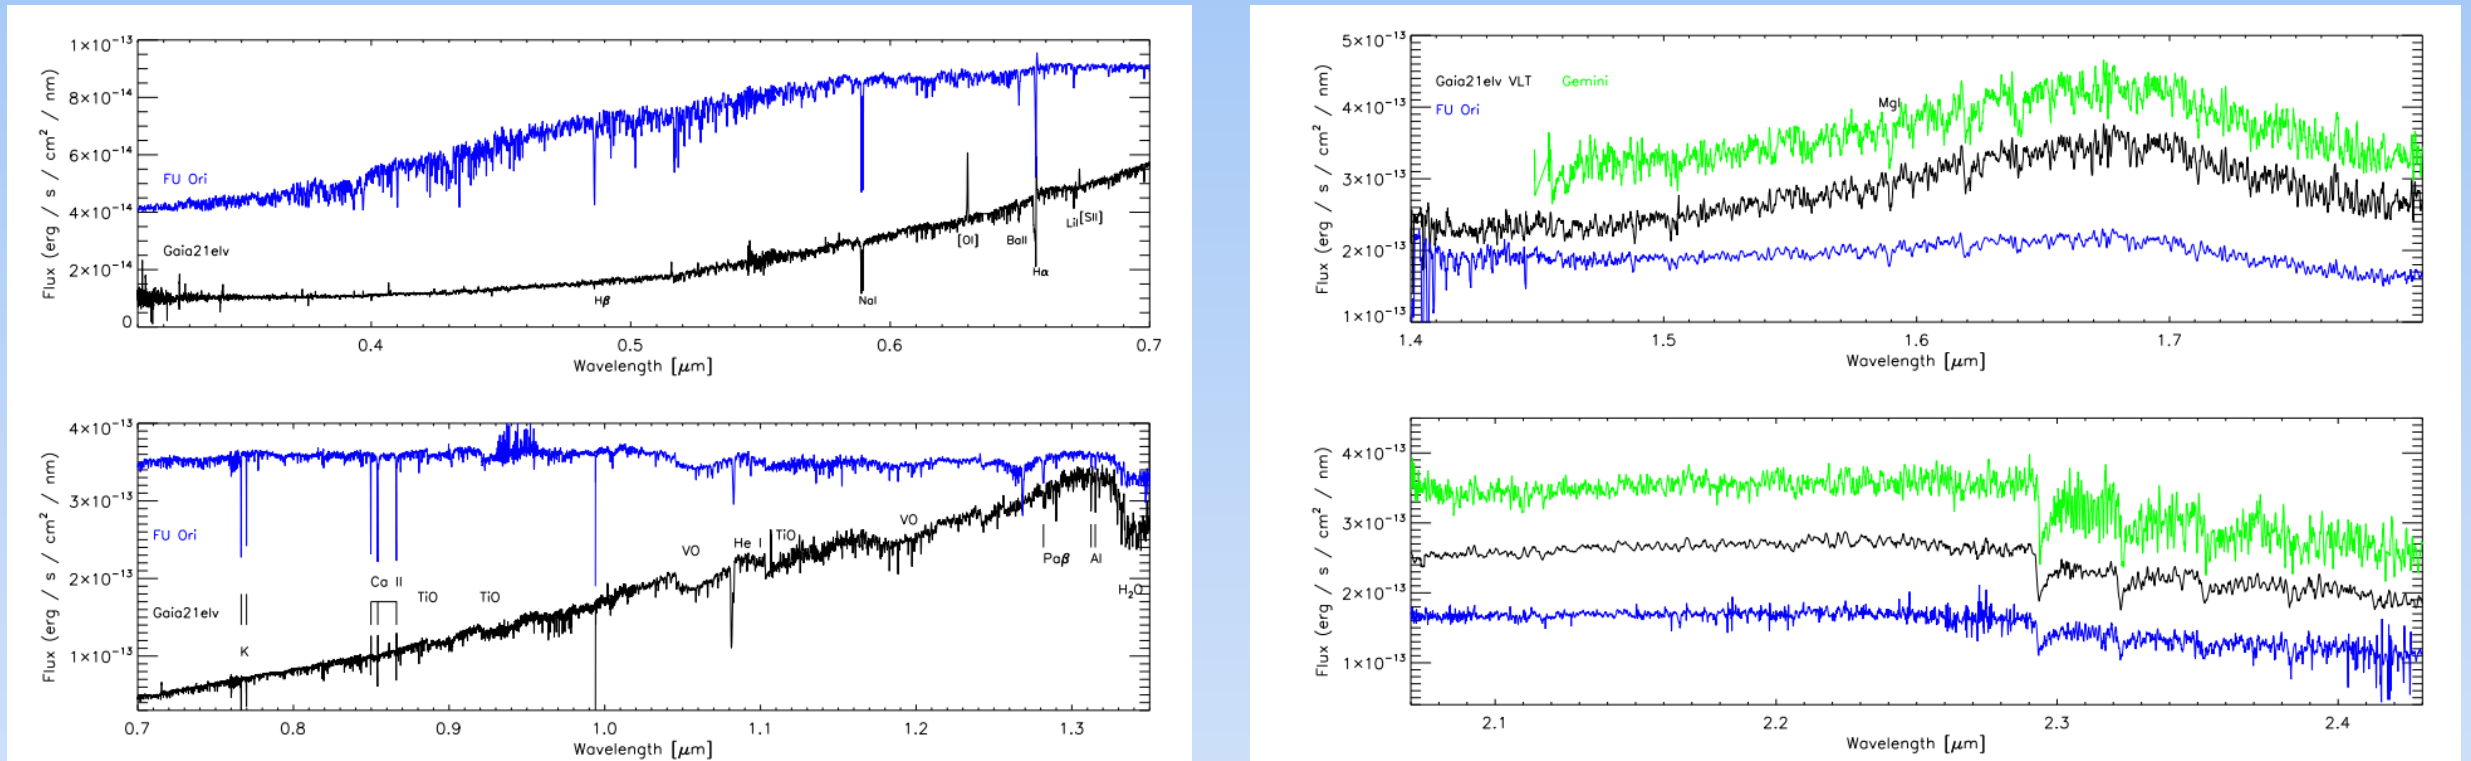 1×10⁻¹³
8×10⁻¹⁴
6×10⁻¹⁴
4×10⁻¹⁴
2×10⁻¹⁴
0
Flux (erg / s / cm² / nm)
FU Ori
Gaia21elv
Hβ
NaI
[OI]
BaII
Hα
LiI
[SII]
0.4 0.5 0.6 0.7
Wavelength [μm]
4×10⁻¹³
3×10⁻¹³
2×10⁻¹³
1×10⁻¹³
Flux (erg / s / cm² / nm)
FU Ori
Gaia21elv
K
Ca II
TiO
TiO
VO
He I
TiO
VO
Paβ
Al
H₂O
0.7 0.8 0.9 1.0 1.1 1.2 1.3
Wavelength [μm]
5×10⁻¹³
4×10⁻¹³
3×10⁻¹³
2×10⁻¹³
1×10⁻¹³
Flux (erg / s / cm² / nm)
Gaia21elv VLT Gemini
FU Ori
MgI
1.4 1.5 1.6 1.7
Wavelength [μm]
4×10⁻¹³
3×10⁻¹³
2×10⁻¹³
1×10⁻¹³
Flux (erg / s / cm² / nm)
2.1 2.2 2.3 2.4
Wavelength [μm]